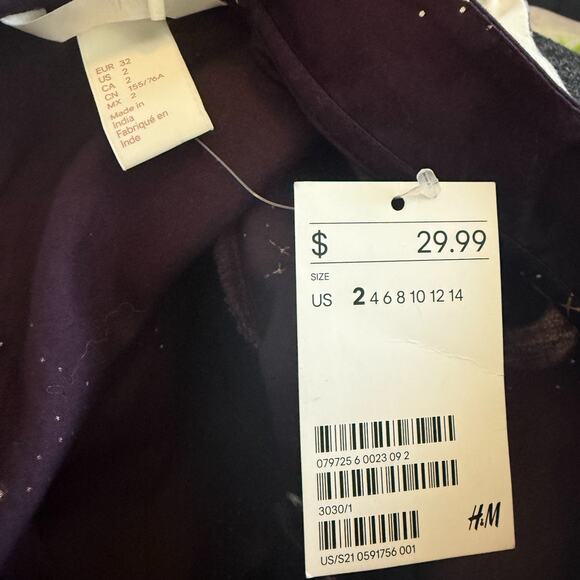 EUR 32
US 2
CA 2
CN 155/76A
MX 2
Made in
India
Fabriqué en
Inde
$ 29.99
SIZE
US 2 4 6 8 10 12 14
079725 6 0023 09 2
3030/1
H&M
US/S21 0591756 001